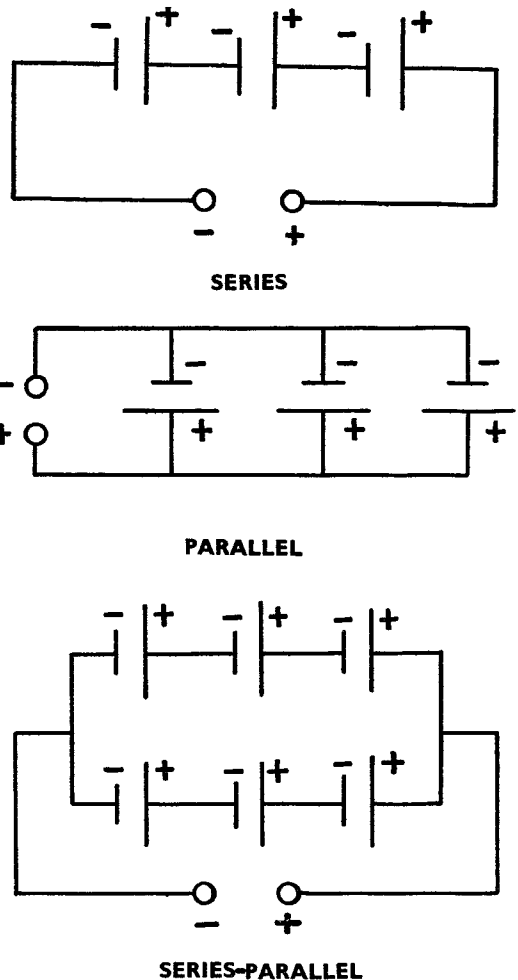 - + - + - +
- +
SERIES
- - - -
+ + + +
PARALLEL
- + - + - +
- + - + - +
- +
SERIES-PARALLEL